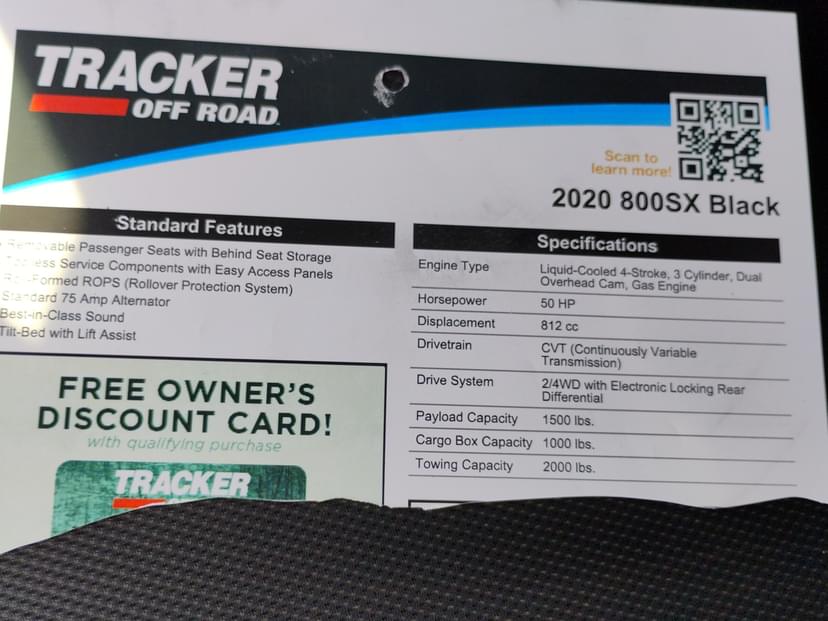 TRACKER
OFF ROAD
Scan to
learn more!
2020 800SX Black
Standard Features
Removable Passenger Seats with Behind Seat Storage
Service Components with Easy Access Panels
Formed ROPS (Rollover Protection System)
Standard 75 Amp Alternator
Best-in-Class Sound
Tilt-Bed with Lift Assist
FREE OWNER'S
DISCOUNT CARD!
with qualifying purchase
TRACKER
Specifications
Engine Type Liquid-Cooled 4-Stroke, 3 Cylinder, Dual
Overhead Cam, Gas Engine
Horsepower 50 HP
Displacement 812 cc
Drivetrain CVT (Continuously Variable
Transmission)
Drive System 2/4WD with Electronic Locking Rear
Differential
Payload Capacity 1500 lbs.
Cargo Box Capacity 1000 lbs.
Towing Capacity 2000 lbs.